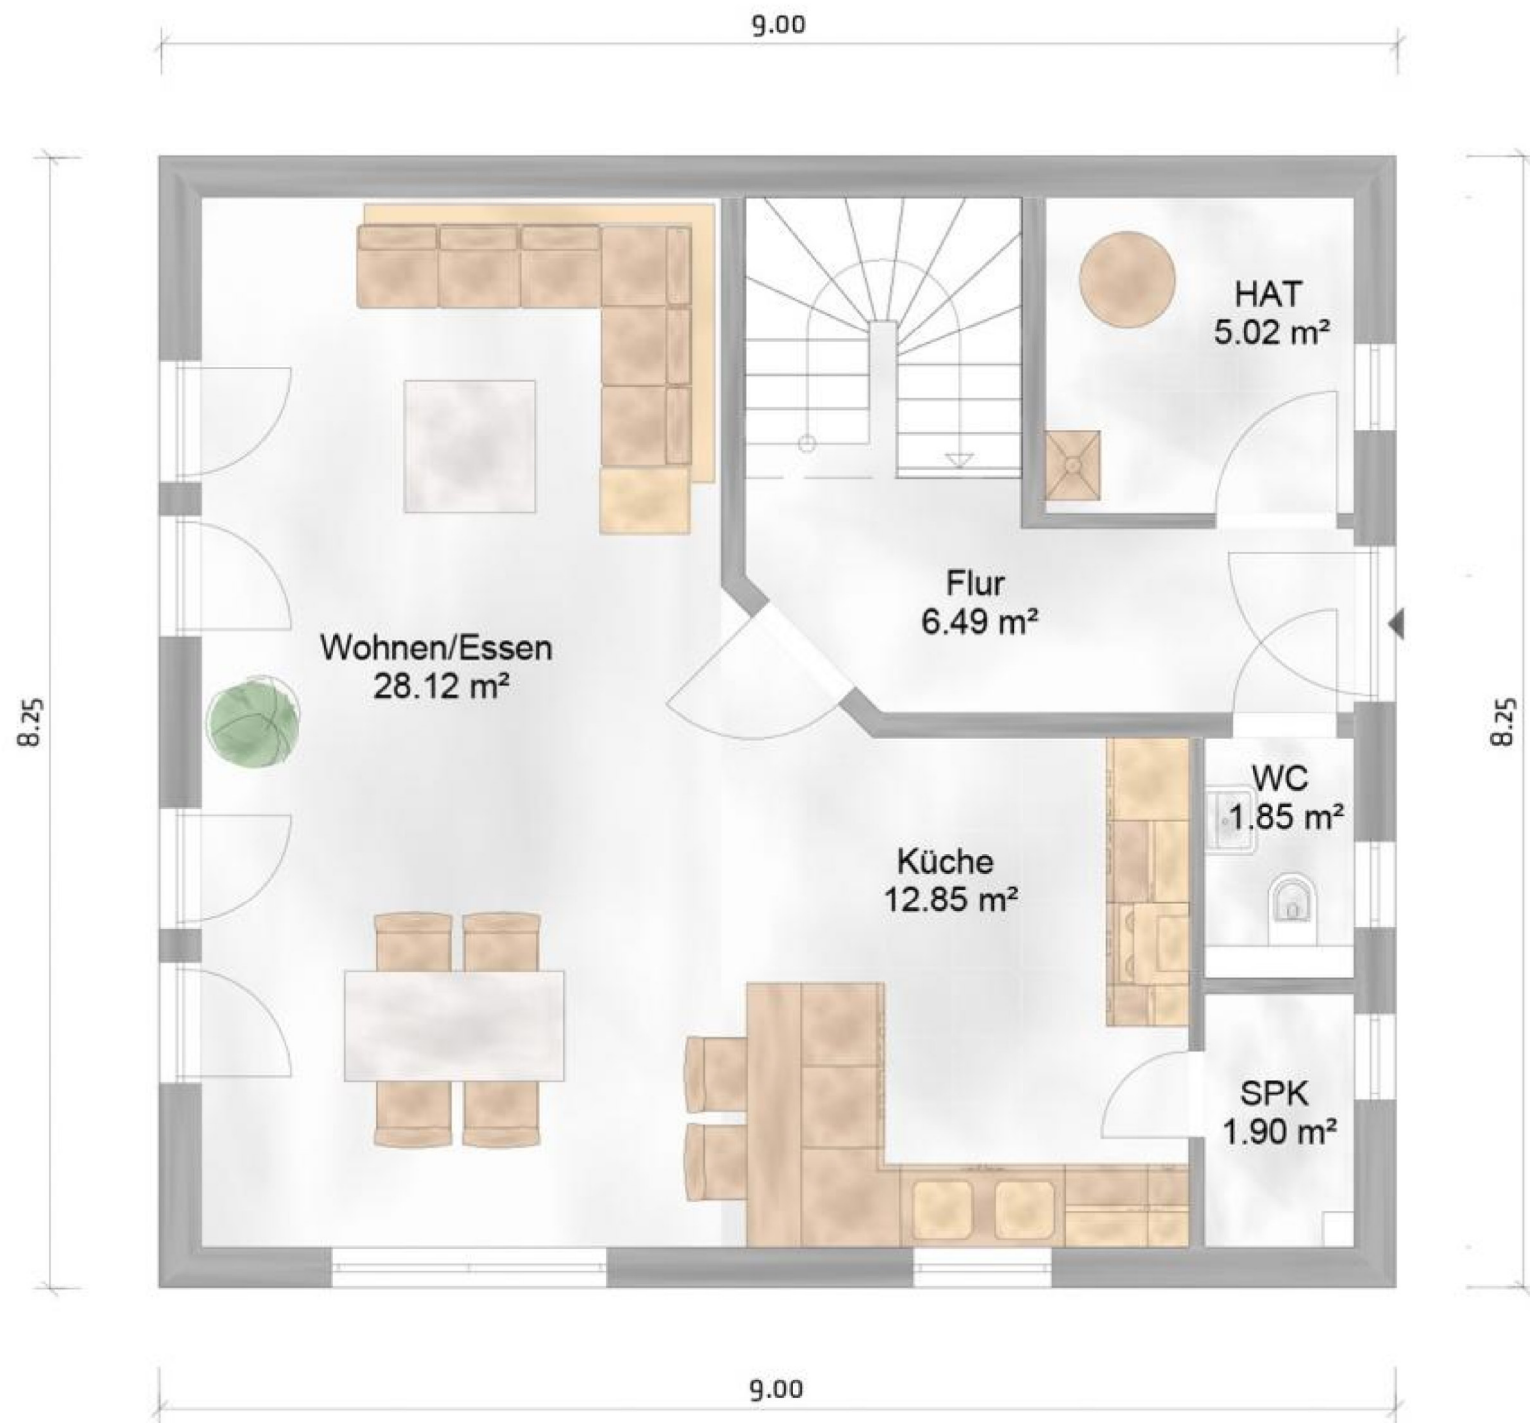 9.00
HAT
5.02 m²
Flur
6.49 m²
Wohnen/Essen
28.12 m²
8.25
8.25
WC
1.85 m²
Küche
12.85 m²
SPK
1.90 m²
9.00